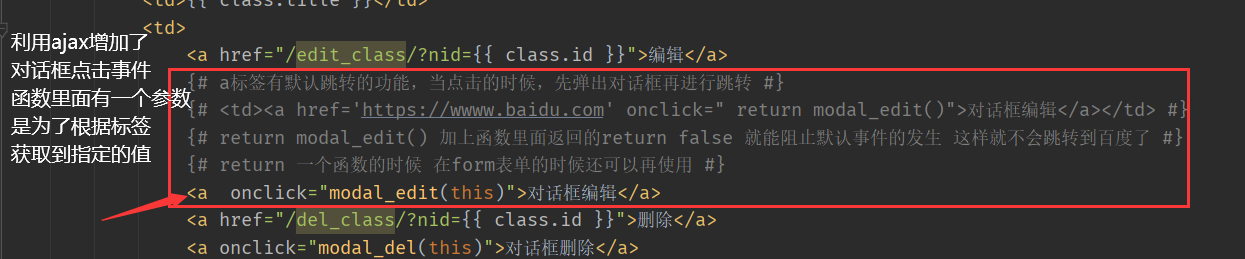 <td>{{ class.title }}</td>
<td>
<a href="/edit_class/?nid={{ class.id }}">编辑</a>
{# a标签有默认跳转的功能，当点击的时候，先弹出对话框再进行跳转 #}
{# <td><a href='https://wwww.baidu.com' onclick=" return modal_edit()">对话框编辑</a></td> #}
{# return modal_edit() 加上函数里面返回的return false 就能阻止默认事件的发生 这样就不会跳转到百度了 #}
{# return 一个函数的时候 在form表单的时候还可以再使用 #}
<a  onclick="modal_edit(this)">对话框编辑</a>
<a href="/del_class/?nid={{ class.id }}">删除</a>
<a onclick="modal_del(this)">对话框删除</a>
利用ajax增加了
对话框点击事件
函数里面有一个参数
是为了根据标签
获取到指定的值